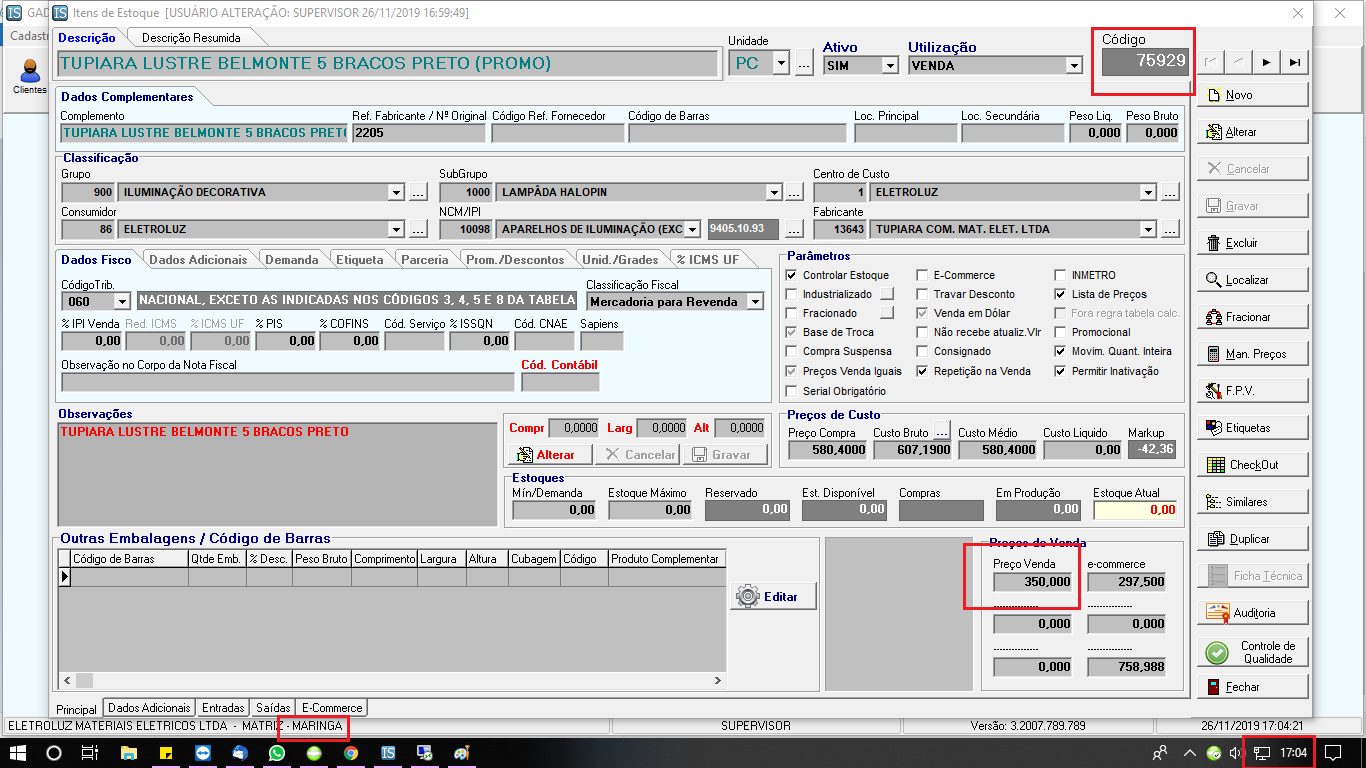 GAD
Itens de Estoque [USUÁRIO ALTERAÇÃO: SUPERVISOR 26/11/2019 16:59:49]
Cadastr
Clientes
Descrição
Descrição Resumida
TUPIARA LUSTRE BELMONTE 5 BRACOS PRETO (PROMO)
Unidade
PC
...
Ativo
SIM
Utilização
VENDA
Código
75929
Dados Complementares
Complemento
Ref. Fabricante / Nº Original
Código Ref. Fornecedor
Código de Barras
Loc. Principal
Loc. Secundária
Peso Liq.
Peso Bruto
TUPIARA LUSTRE BELMONTE 5 BRACOS PRET
2205
0,000
0,000
Classificação
Grupo
SubGrupo
Centro de Custo
900
ILUMINAÇÃO DECORATIVA
...
1000
LAMPÂDA HALOPIN
...
1
ELETROLUZ
...
Consumidor
NCM/IPI
Fabricante
86
ELETROLUZ
...
10098
APARELHOS DE ILUMINAÇÃO (EXC
9405.10.93
...
13643
TUPIARA COM. MAT. ELET. LTDA
...
Dados Fisco
Dados Adicionais
Demanda
Etiqueta
Parceria
Prom./Descontos
Unid./Grades
% ICMS UF
CódigoTrib.
Classificação Fiscal
060
NACIONAL, EXCETO AS INDICADAS NOS CÓDIGOS 3, 4, 5 E 8 DA TABELA
Mercadoria para Revenda
% IPI Venda
Red. ICMS
% ICMS UF
% PIS
% COFINS
Cód. Serviço
% ISSQN
Cód. CNAE
Sapiens
0,00
0,00
0,00
0,00
0,00
0,00
Observação no Corpo da Nota Fiscal
Cód. Contábil
Parâmetros
Controlar Estoque
E-Commerce
INMETRO
Industrializado
Travar Desconto
Lista de Preços
Fracionado
Venda em Dólar
Fora regra tabela calc.
Base de Troca
Não recebe atualiz.Vlr
Promocional
Compra Suspensa
Consignado
Movim. Quant. Inteira
Preços Venda Iguais
Repetição na Venda
Permitir Inativação
Serial Obrigatório
Observações
TUPIARA LUSTRE BELMONTE 5 BRACOS PRETO
Compr
0,0000
Larg
0,0000
Alt
0,0000
Alterar
Cancelar
Gravar
Preços de Custo
Preço Compra
Custo Bruto
...
Custo Médio
Custo Liquido
Markup
580,4000
607,1900
580,4000
0,00
-42,36
Estoques
Mín/Demanda
Estoque Máximo
Reservado
Est. Disponível
Compras
Em Produção
Estoque Atual
0,00
0,00
0,00
0,00
0,00
0,00
Outras Embalagens / Código de Barras
Código de Barras
Qtde Emb.
% Desc.
Peso Bruto
Comprimento
Largura
Altura
Cubagem
Código
Produto Complementar
Editar
Preços de Venda
Preço Venda
e-commerce
350,000
297,500
---------------
---------------
0,000
0,000
---------------
---------------
0,000
758,988
Novo
Alterar
Cancelar
Gravar
Excluir
Localizar
Fracionar
Man. Preços
F.P.V.
Etiquetas
CheckOut
Similares
Duplicar
Ficha Técnica
Auditoria
Controle de
Qualidade
Fechar
Principal
Dados Adicionais
Entradas
Saídas
E-Commerce
ELETROLUZ MATERIAIS ELETRICOS LTDA - MATRIZ - MARINGA
SUPERVISOR
Versão: 3.2007.789.789
26/11/2019 17:04:21
17:04